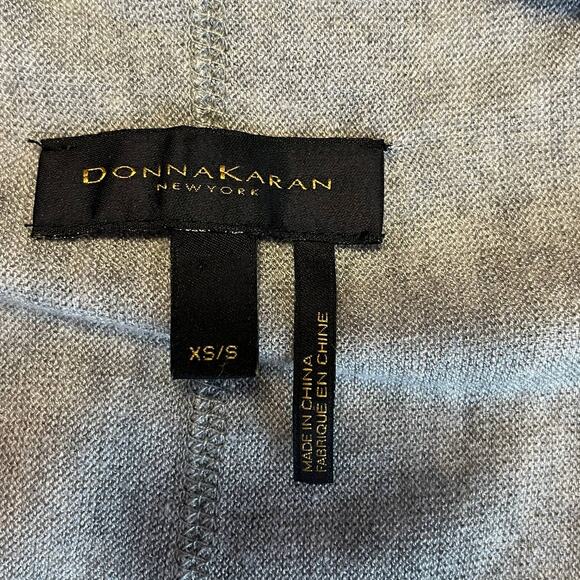 DONNAKARAN
NEWYORK
XS/S
MADE IN CHINA
FABRIQUE EN CHINE